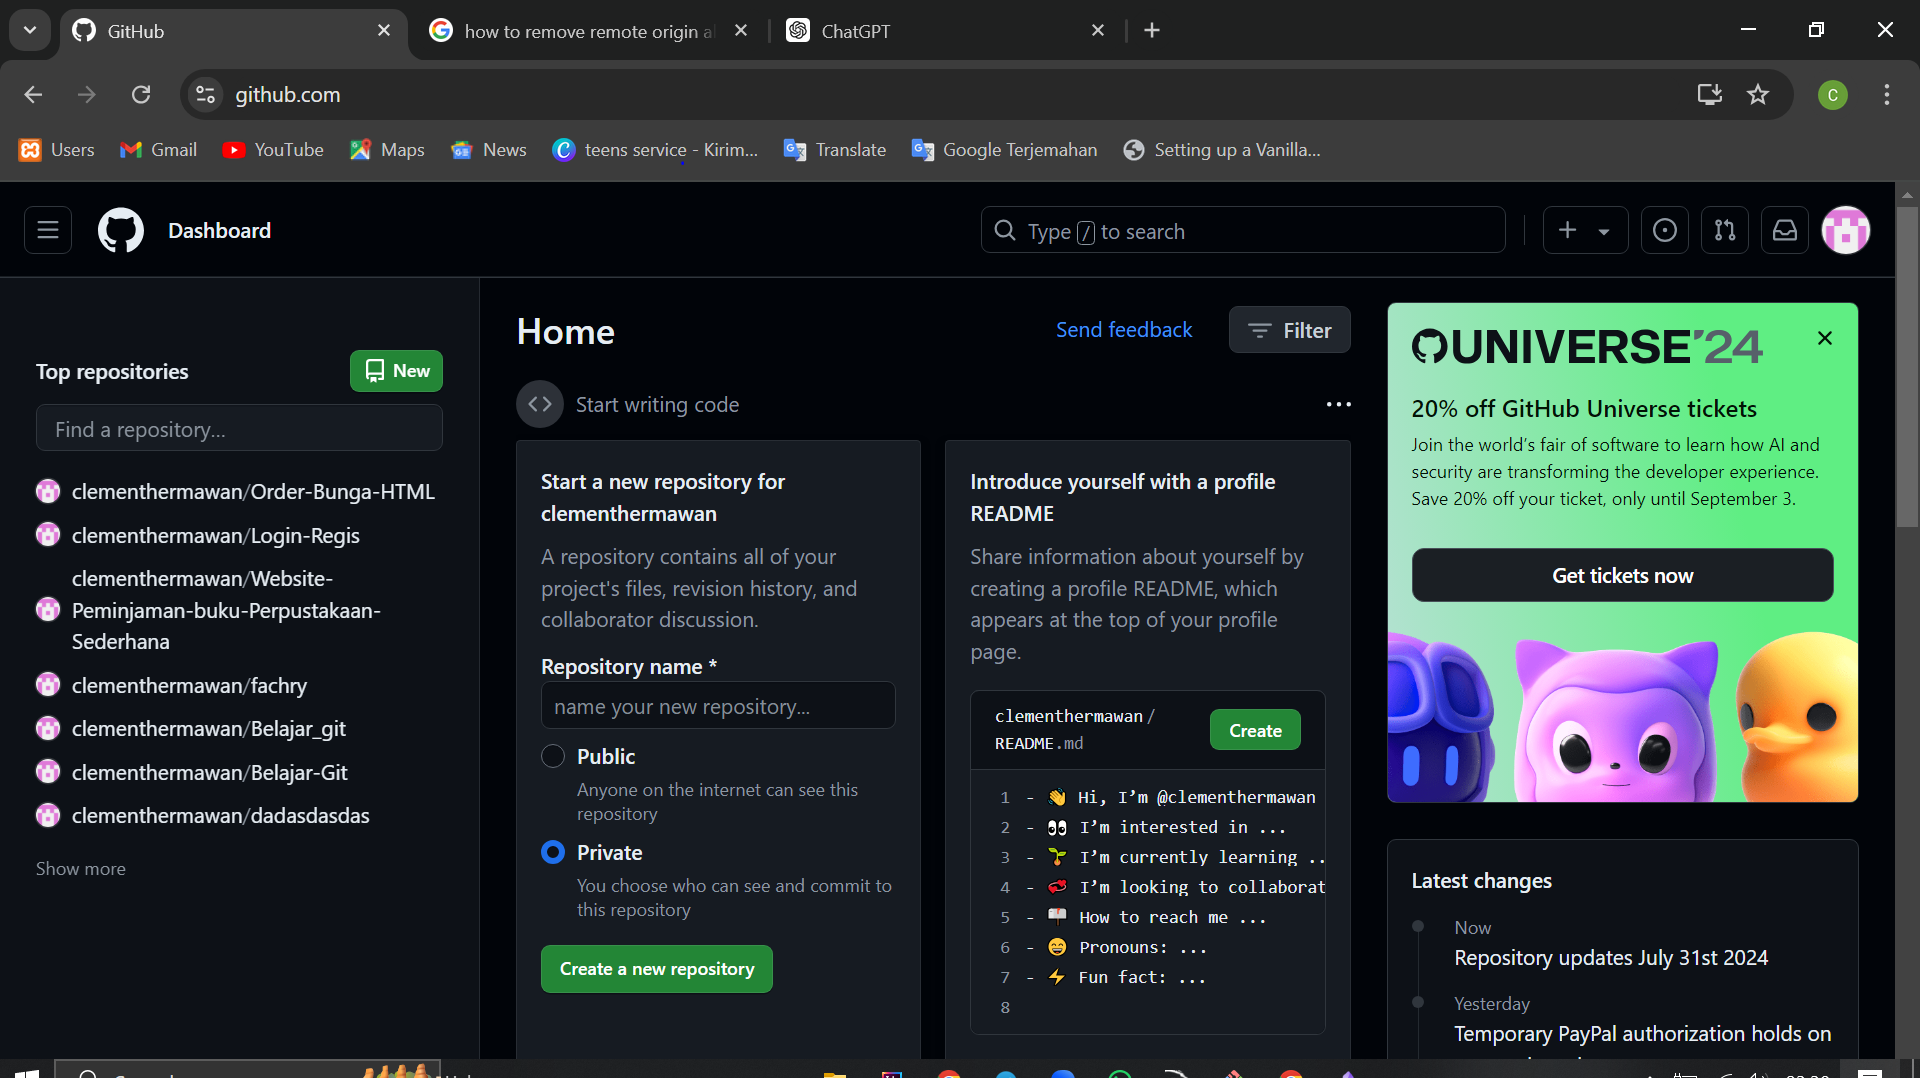 GitHub
how to remove remote origin al
ChatGPT
github.com
C
Users
Gmail
YouTube
Maps
News
teens service - Kirim...
Translate
Google Terjemahan
Setting up a Vanilla...
Dashboard
Type / to search
Top repositories
New
Find a repository...
clementhermawan/Order-Bunga-HTML
clementhermawan/Login-Regis
clementhermawan/Website-
Peminjaman-buku-Perpustakaan-
Sederhana
clementhermawan/fachry
clementhermawan/Belajar_git
clementhermawan/Belajar-Git
clementhermawan/dadasdasdas
Show more
Home
Send feedback
Filter
Start writing code
Start a new repository for
clementhermawan
A repository contains all of your
project's files, revision history, and
collaborator discussion.
Repository name *
name your new repository...
Public
Anyone on the internet can see this
repository
Private
You choose who can see and commit to
this repository
Create a new repository
Introduce yourself with a profile
README
Share information about yourself by
creating a profile README, which
appears at the top of your profile
page.
clementhermawan/
README.md
Create
1 - 👋 Hi, I’m @clementhermawan
2 - 👀 I’m interested in ...
3 - 🌱 I’m currently learning ..
4 - 💞️ I’m looking to collaborat
5 - 📫 How to reach me ...
6 - 😄 Pronouns: ...
7 - ⚡ Fun fact: ...
8
UNIVERSE'24
20% off GitHub Universe tickets
Join the world’s fair of software to learn how AI and
security are transforming the developer experience.
Save 20% off your ticket, only until September 3.
Get tickets now
Latest changes
Now
Repository updates July 31st 2024
Yesterday
Temporary PayPal authorization holds on